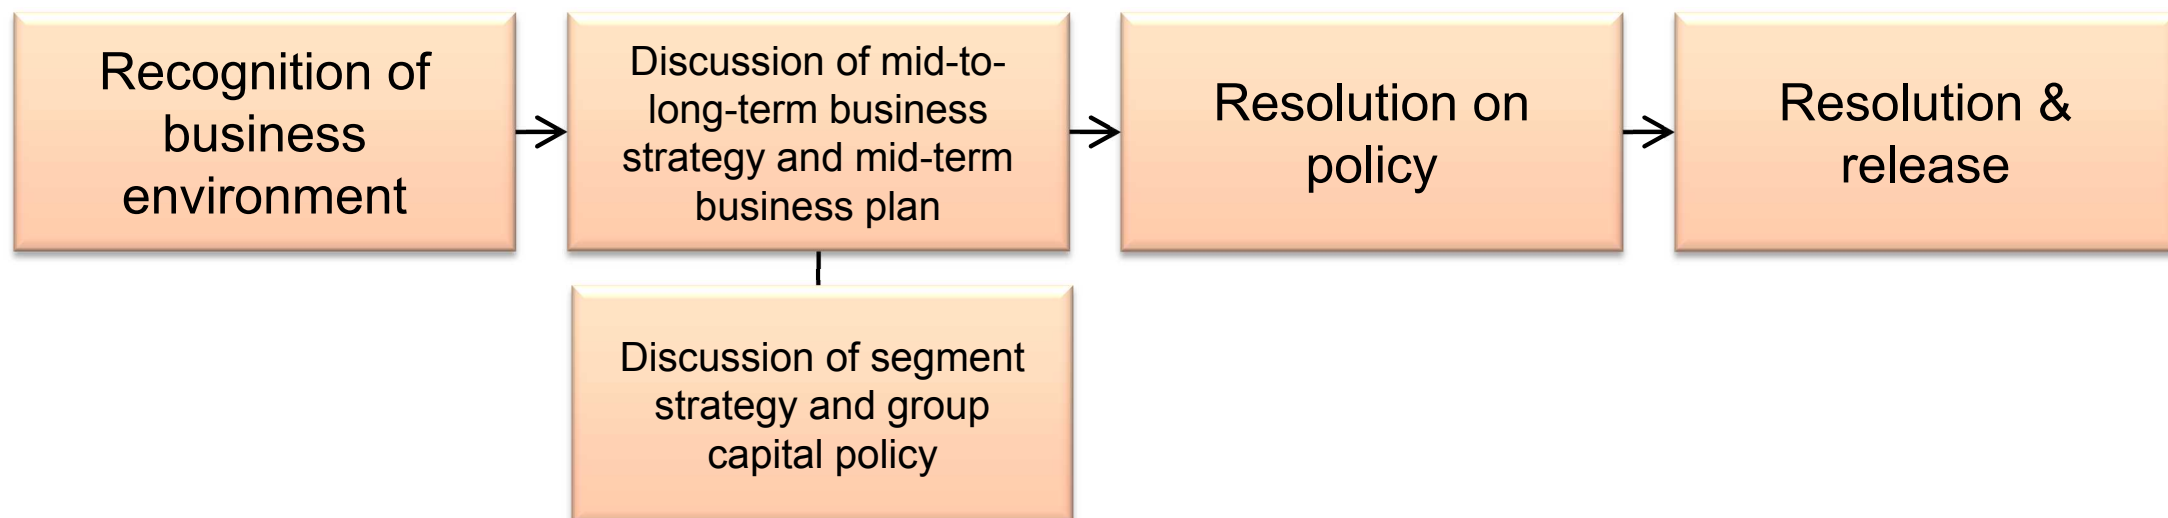 Recognition of
business
environment
Discussion of mid-to-
long-term business
strategy and mid-term
business plan
Resolution on
policy
Resolution &
release
Discussion of segment
strategy and group
capital policy